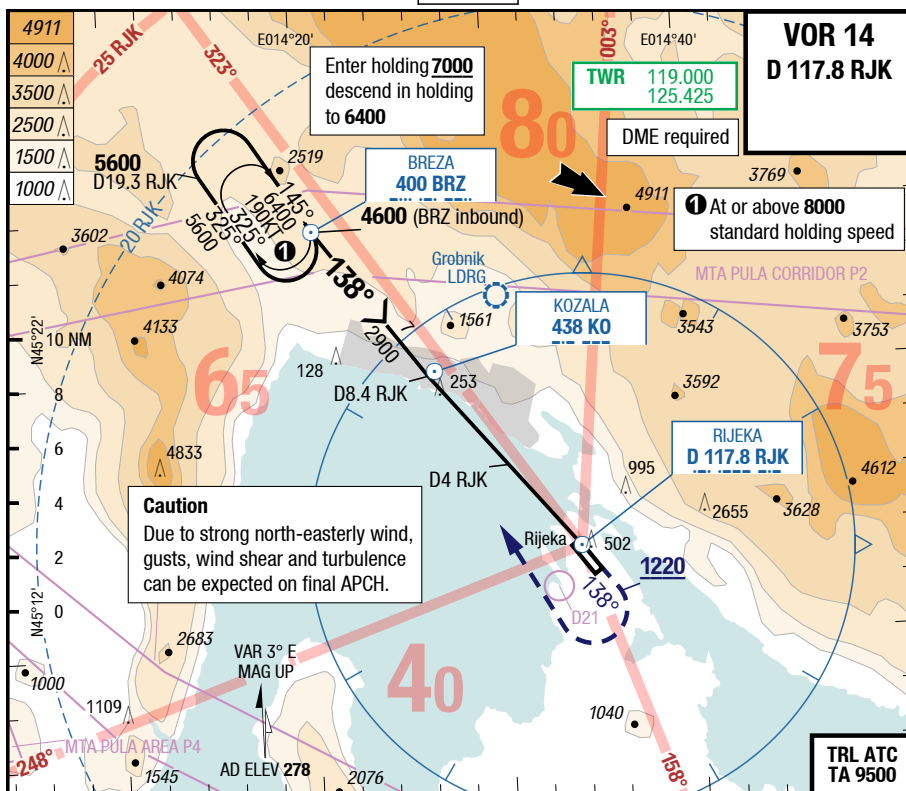 4911
4000
3500
2500
1500
1000
25 RJK
E014°20'
323°
003°
E014°40'
VOR 14
D 117.8 RJK
Enter holding 7000
descend in holding
to 6400
TWR 119.000
125.425
DME required
80
5600
D19.3 RJK
2519
BREZA
400 BRZ
4911
3769
❶ At or above 8000
standard holding speed
20 RJK
145°
6400
190KT
325°
325°
5600
❶
4600 (BRZ inbound)
3602
4074
4133
138°
Grobnik
LDRG
MTA PULA CORRIDOR P2
KOZALA
438 KO
1561
3543
3753
N45°22'
10 NM
7
2900
65
128
253
75
3592
8
D8.4 RJK
RIJEKA
D 117.8 RJK
6
4833
D4 RJK
995
4612
4
2655
3628
Caution
Due to strong north-easterly wind,
gusts, wind shear and turbulence
can be expected on final APCH.
2
Rijeka
502
1220
138°
N45°12'
0
D21
2683
VAR 3° E
MAG UP
40
1000
1109
1040
MTA PULA AREA P4
248°
1545
AD ELEV 278
2076
158°
TRL ATC
TA 9500